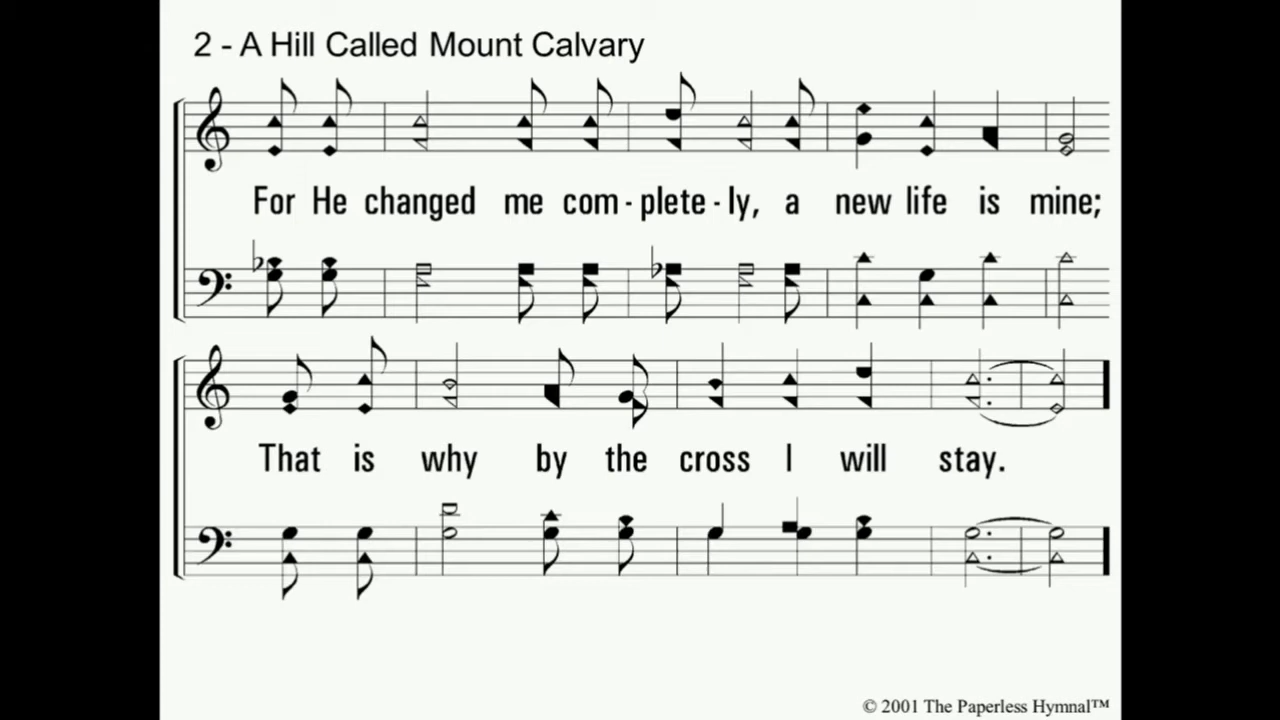 2 - A Hill Called Mount Calvary
For He changed me com - plete - ly, a new life is mine;
That is why by the cross I will stay.
© 2001 The Paperless Hymnal™